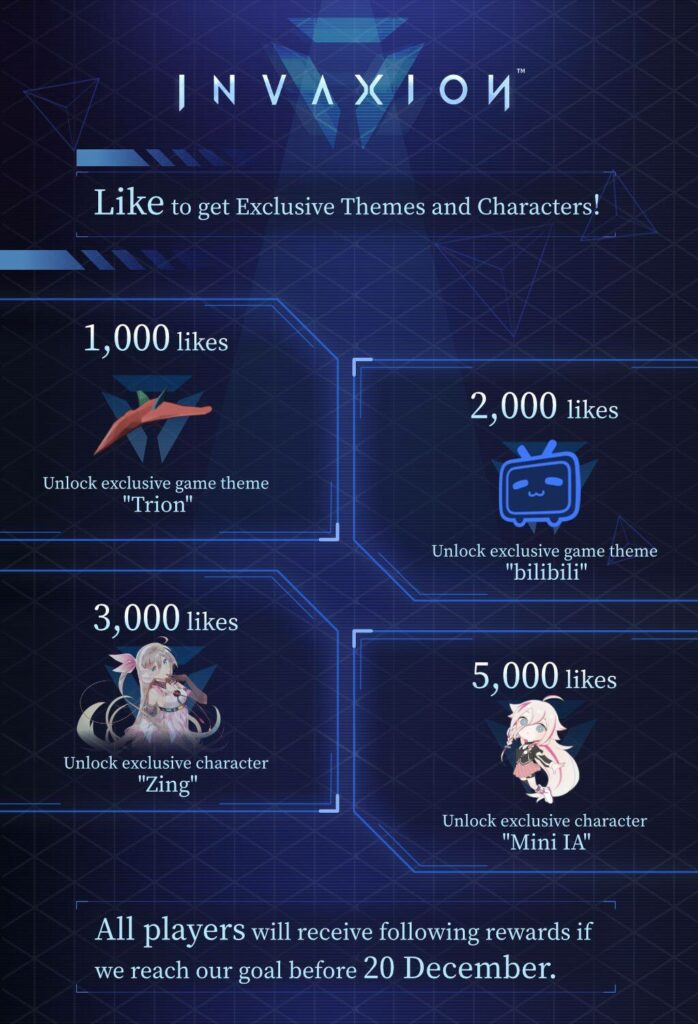 INVAXION™
Like to get Exclusive Themes and Characters!
1,000 likes
Unlock exclusive game theme
"Trion"
2,000 likes
Unlock exclusive game theme
"bilibili"
3,000 likes
Unlock exclusive character
"Zing"
5,000 likes
Unlock exclusive character
"Mini IA"
All players will receive following rewards if
we reach our goal before 20 December.